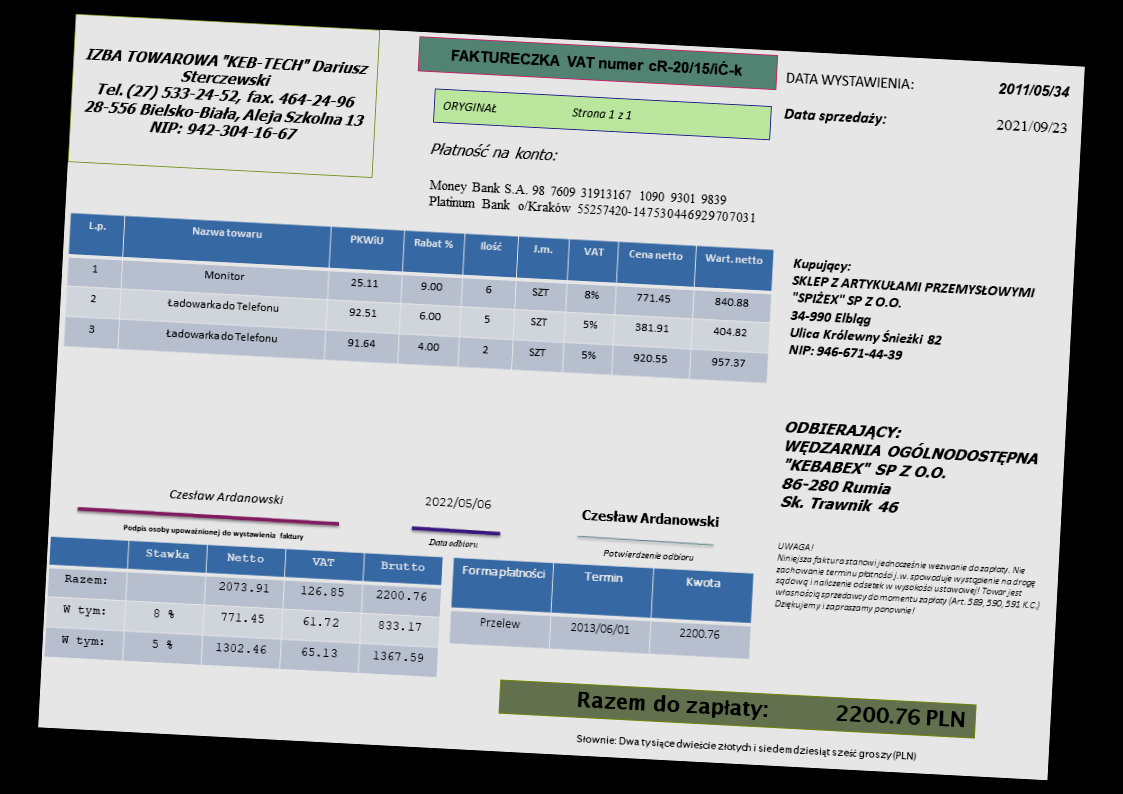 IZBA TOWAROWA "KEB-TECH" Dariusz
Sterczewski
Tel. (27) 533-24-52, fax. 464-24-96
28-556 Bielsko-Biała, Aleja Szkolna 13
NIP: 942-304-16-67
FAKTURECZKA VAT numer cR-20/15/iĆ-k
ORYGINAŁ Strona 1 z 1
DATA WYSTAWIENIA: 2011/05/34
Data sprzedaży: 2021/09/23
Płatność na konto:
Money Bank S.A. 98 7609 31913167 1090 9301 9839
Platinum Bank o/Kraków 55257420-147530446929707031
L.p. Nazwa towaru PKWiU Rabat % Ilość J.m. VAT Cena netto Wart. netto
1 Monitor 25.11 9.00 6 SZT 8% 771.45 840.88
2 Ładowarka do Telefonu 92.51 6.00 5 SZT 5% 381.91 404.82
3 Ładowarka do Telefonu 91.64 4.00 2 SZT 5% 920.55 957.37
Kupujący:
SKLEP Z ARTYKUŁAMI PRZEMYSŁOWYMI
"SPIŻEX" SP Z O.O.
34-990 Elbląg
Ulica Królewny Śnieżki 82
NIP: 946-671-44-39
ODBIERAJĄCY:
WĘDZARNIA OGÓLNODOSTĘPNA
"KEBABEX" SP Z O.O.
86-280 Rumia
Sk. Trawnik 46
Czesław Ardanowski
Podpis osoby upoważnionej do wystawienia faktury
2022/05/06
Data odbioru
Czesław Ardanowski
Potwierdzenie odbioru
UWAGA!
Niniejsza faktura stanowi jednocześnie wezwanie do zapłaty. Nie
zachowanie terminu płatności j.w. spowoduje wystąpienie na drogę
sądową i naliczenie odsetek w wysokości ustawowej! Towar jest
własnością sprzedawcy do momentu zapłaty (Art. 589, 590, 591 K.C.)
Dziękujemy i zapraszamy ponownie!
Stawka Netto VAT Brutto
Razem: 2073.91 126.85 2200.76
W tym: 8 % 771.45 61.72 833.17
W tym: 5 % 1302.46 65.13 1367.59
Forma płatności Termin Kwota
Przelew 2013/06/01 2200.76
Razem do zapłaty: 2200.76 PLN
Słownie: Dwa tysiące dwieście złotych i siedemdziesiąt sześć groszy (PLN)